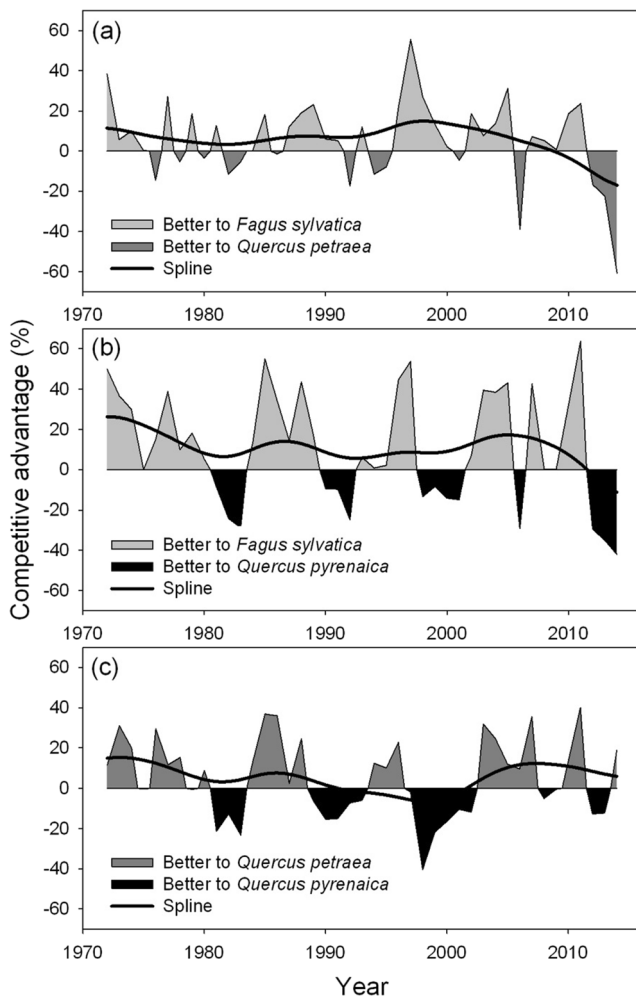 (a)
60
40
20
0
-20
-40
-60
Better to Fagus sylvatica
Better to Quercus petraea
Spline
1970 1980 1990 2000 2010
Competitive advantage (%)
(b)
60
40
20
0
-20
-40
-60
Better to Fagus sylvatica
Better to Quercus pyrenaica
Spline
1970 1980 1990 2000 2010
(c)
60
40
20
0
-20
-40
-60
Better to Quercus petraea
Better to Quercus pyrenaica
Spline
1970 1980 1990 2000 2010
Year